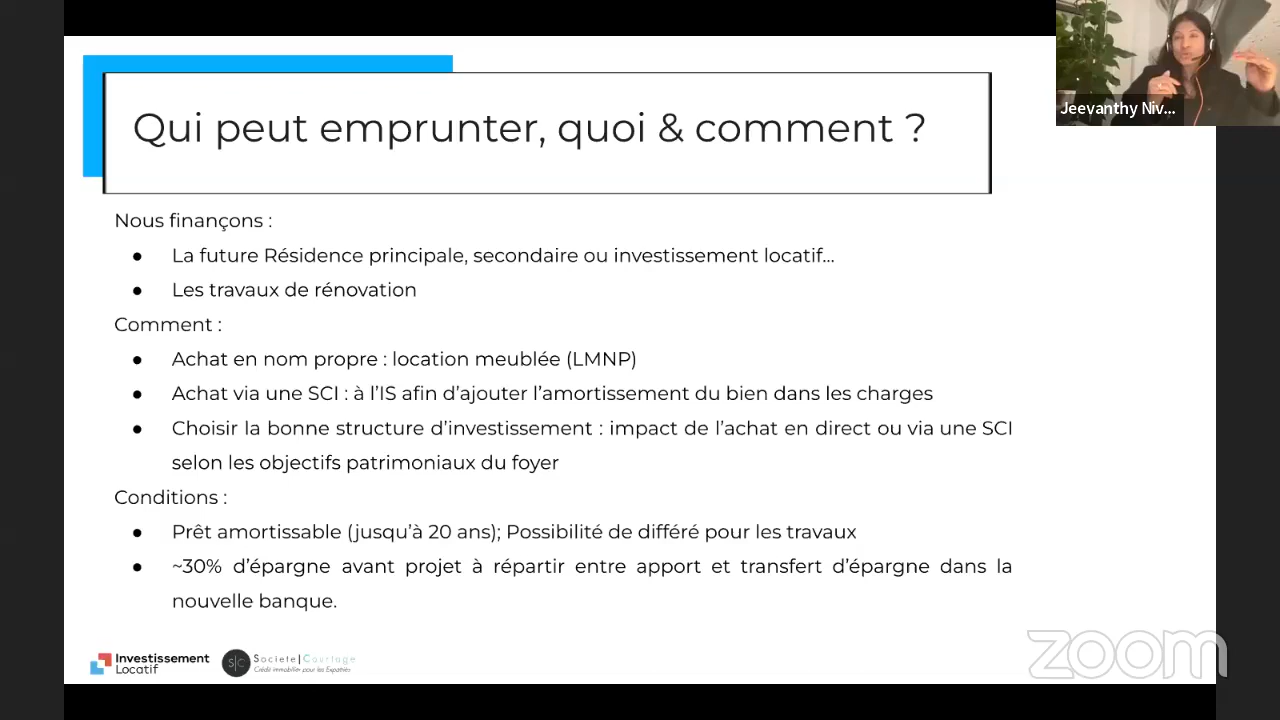 Qui peut emprunter, quoi & comment ?
Jeevanthy Niv...
Nous finançons :
● La future Résidence principale, secondaire ou investissement locatif...
● Les travaux de rénovation
Comment :
● Achat en nom propre : location meublée (LMNP)
● Achat via une SCI : à l’IS afin d’ajouter l’amortissement du bien dans les charges
● Choisir la bonne structure d’investissement : impact de l’achat en direct ou via une SCI
selon les objectifs patrimoniaux du foyer
Conditions :
● Prêt amortissable (jusqu’à 20 ans); Possibilité de différé pour les travaux
● ~30% d’épargne avant projet à répartir entre apport et transfert d’épargne dans la
nouvelle banque.
Investissement
Locatif
S|C
Societe|Courtage
Crédit immobilier pour les Expatriés
zoom